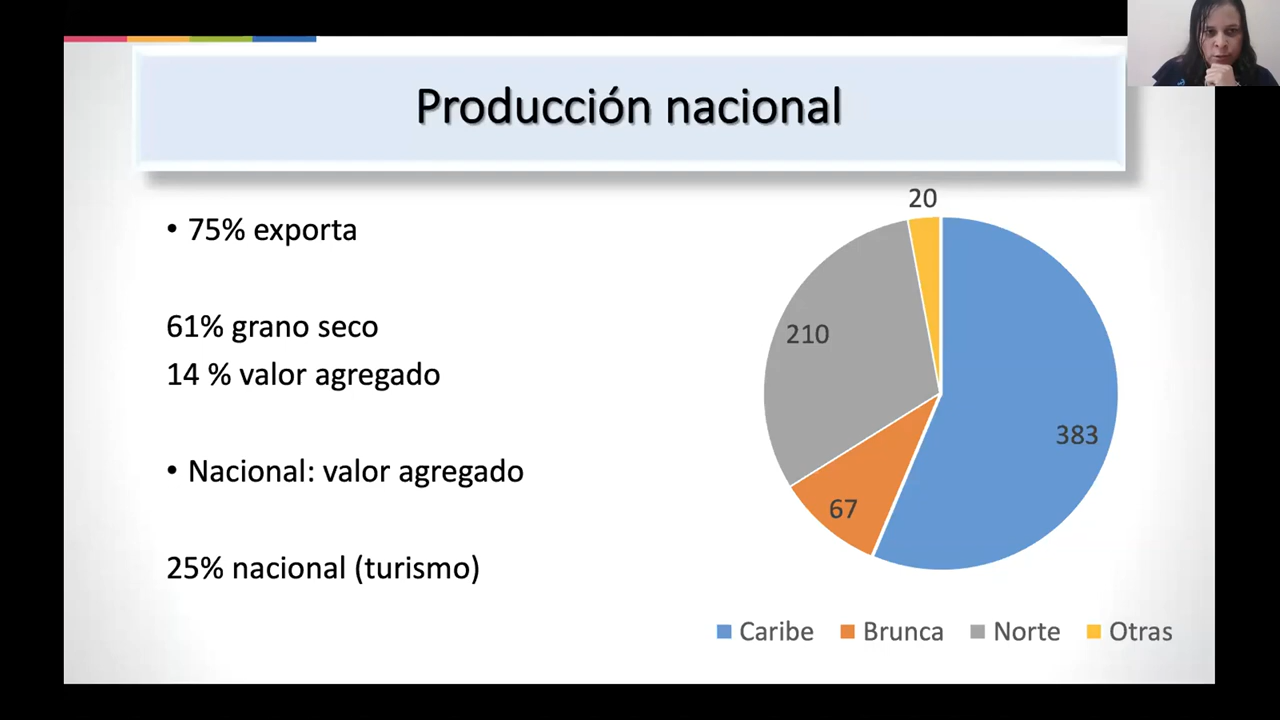 Producción nacional
• 75% exporta
61% grano seco
14 % valor agregado
• Nacional: valor agregado
25% nacional (turismo)
20
210
383
67
Caribe Brunca Norte Otras